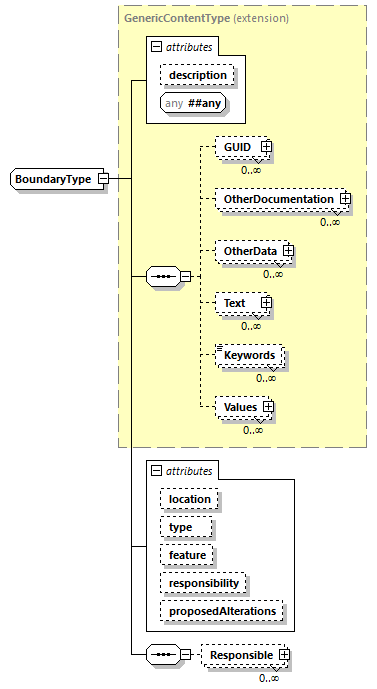 GenericContentType (extension)
attributes
description
any ##any
BoundaryType
GUID
0..∞
OtherDocumentation
0..∞
OtherData
0..∞
Text
0..∞
Keywords
0..∞
Values
0..∞
attributes
location
type
feature
responsibility
proposedAlterations
Responsible
0..∞